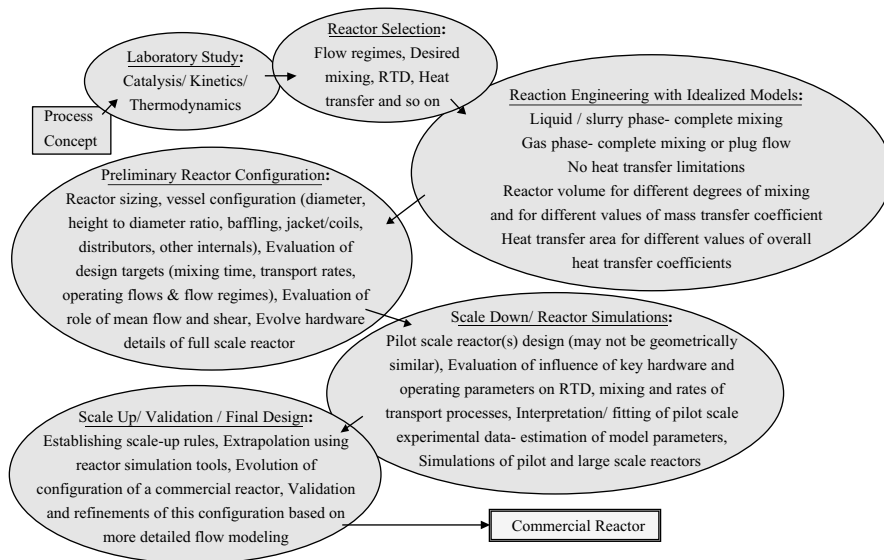 Process
Concept
Laboratory Study:
Catalysis/ Kinetics/
Thermodynamics
Reactor Selection:
Flow regimes, Desired
mixing, RTD, Heat
transfer and so on
Reaction Engineering with Idealized Models:
Liquid / slurry phase- complete mixing
Gas phase- complete mixing or plug flow
No heat transfer limitations
Reactor volume for different degrees of mixing
and for different values of mass transfer coefficient
Heat transfer area for different values of overall
heat transfer coefficients
Preliminary Reactor Configuration:
Reactor sizing, vessel configuration (diameter,
height to diameter ratio, baffling, jacket/coils,
distributors, other internals), Evaluation of
design targets (mixing time, transport rates,
operating flows & flow regimes), Evaluation of
role of mean flow and shear, Evolve hardware
details of full scale reactor
Scale Down/ Reactor Simulations:
Pilot scale reactor(s) design (may not be geometrically
similar), Evaluation of influence of key hardware and
operating parameters on RTD, mixing and rates of
transport processes, Interpretation/ fitting of pilot scale
experimental data- estimation of model parameters,
Simulations of pilot and large scale reactors
Scale Up/ Validation / Final Design:
Establishing scale-up rules, Extrapolation using
reactor simulation tools, Evolution of
configuration of a commercial reactor, Validation
and refinements of this configuration based on
more detailed flow modeling
Commercial Reactor